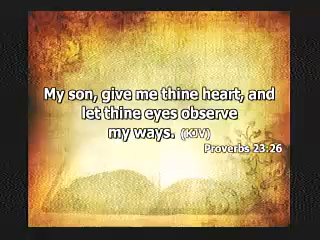 My son, give me thine heart, and
let thine eyes observe
my ways. (KJV)
Proverbs 23:26